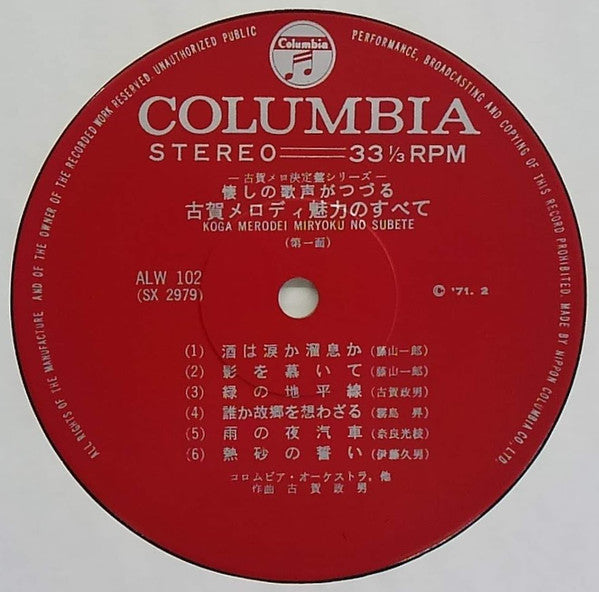 ALL RIGHTS OF THE MANUFACTURE AND OF THE OWNER OF THE RECORDED WORK RESERVED. UNAUTHORIZED PUBLIC PERFORMANCE, BROADCASTING AND COPYING OF THIS RECORD PROHIBITED MADE BY NIPPON COLUMBIA CO., LTD.
Columbia
COLUMBIA
STEREO 33 1/3 RPM
―古賀メロ決定盤シリーズ―
懐しの歌声がつづる
古賀メロディ魅力のすべて
KOGA MERODEI MIRYOKU NO SUBETE
(第一面)
ALW 102
(SX 2979)
Ⓒ '71. 2
(1) 酒は涙か溜息か (藤山一郎)
(2) 影を慕いて (藤山一郎)
(3) 緑の地平線 (古賀政男)
(4) 誰か故郷を想わざる (霧島 昇)
(5) 雨の夜汽車 (奈良光枝)
(6) 熱砂の誓い (伊藤久男)
コロムビア・オーケストラ, 他
作曲 古賀政男